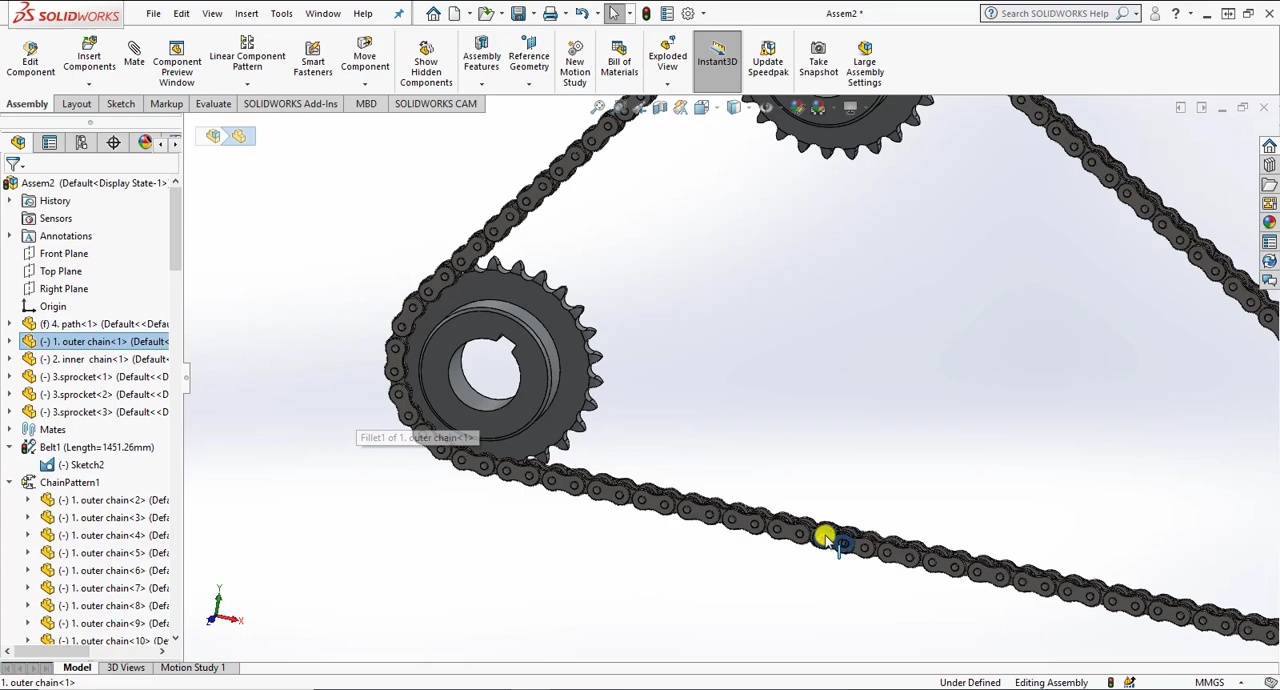 SOLIDWORKS
File Edit View Insert Tools Window Help
Assem2 *
Search SOLIDWORKS Help
Edit Component
Insert Components
Mate
Component Preview Window
Linear Component Pattern
Smart Fasteners
Move Component
Show Hidden Components
Assembly Features
Reference Geometry
New Motion Study
Bill of Materials
Exploded View
Instant3D
Update Speedpak
Take Snapshot
Large Assembly Settings
Assembly Layout Sketch Markup Evaluate SOLIDWORKS Add-Ins MBD SOLIDWORKS CAM
Assem2 (Default<Display State-1>
History
Sensors
Annotations
Front Plane
Top Plane
Right Plane
Origin
(f) 4. path<1> (Default<<Defau
(-) 1. outer chain<1> (Default<
(-) 2. inner chain<1> (Default<
(-) 3.sprocket<1> (Default<<D
(-) 3.sprocket<2> (Default<<D
(-) 3.sprocket<3> (Default<<D
Mates
Belt1 (Length=1451.26mm)
(-) Sketch2
ChainPattern1
(-) 1. outer chain<2> (Defa
(-) 1. outer chain<3> (Defa
(-) 1. outer chain<4> (Defa
(-) 1. outer chain<5> (Defa
(-) 1. outer chain<6> (Defa
(-) 1. outer chain<7> (Defa
(-) 1. outer chain<8> (Defa
(-) 1. outer chain<9> (Defa
(-) 1. outer chain<10> (De
Fillet1 of 1. outer chain<1>
Y
X
Z
Model 3D Views Motion Study 1
1. outer chain<1>
Under Defined Editing Assembly MMGS